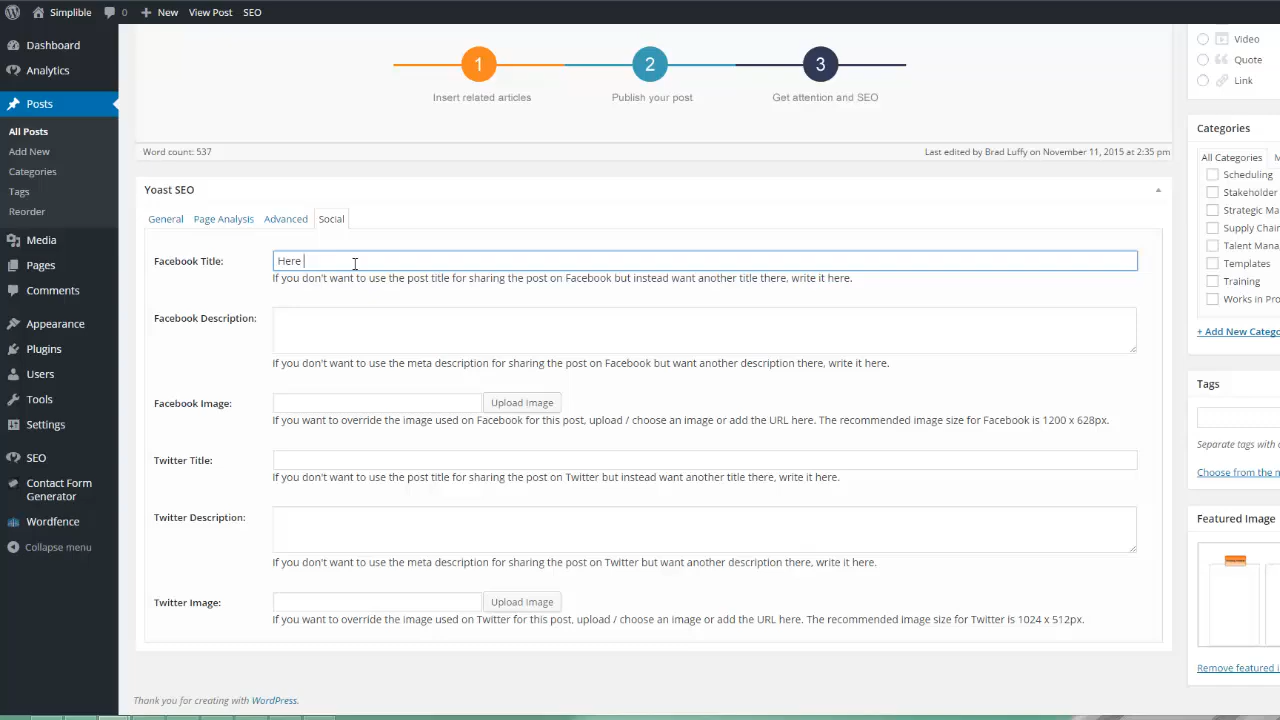 Simplible 0 New View Post SEO
Dashboard
Analytics
Posts
All Posts
Add New
Categories
Tags
Reorder
Media
Pages
Comments
Appearance
Plugins
Users
Tools
Settings
SEO
Contact Form
Generator
Wordfence
Collapse menu
1 2 3
Insert related articles Publish your post Get attention and SEO
Word count: 537 Last edited by Brad Luffy on November 11, 2015 at 2:35 pm
Yoast SEO
General Page Analysis Advanced Social
Facebook Title: Here
If you don't want to use the post title for sharing the post on Facebook but instead want another title there, write it here.
Facebook Description:
If you don't want to use the meta description for sharing the post on Facebook but want another description there, write it here.
Facebook Image: Upload Image
If you want to override the image used on Facebook for this post, upload / choose an image or add the URL here. The recommended image size for Facebook is 1200 x 628px.
Twitter Title:
If you don't want to use the post title for sharing the post on Twitter but instead want another title there, write it here.
Twitter Description:
If you don't want to use the meta description for sharing the post on Twitter but want another description there, write it here.
Twitter Image: Upload Image
If you want to override the image used on Twitter for this post, upload / choose an image or add the URL here. The recommended image size for Twitter is 1024 x 512px.
Thank you for creating with WordPress.
Video
Quote
Link
Categories
All Categories M
Scheduling
Stakeholder
Strategic Ma
Supply Chain
Talent Mana
Templates
Training
Works in Pro
+ Add New Catego
Tags
Separate tags with
Choose from the
Featured Image
Remove featured i